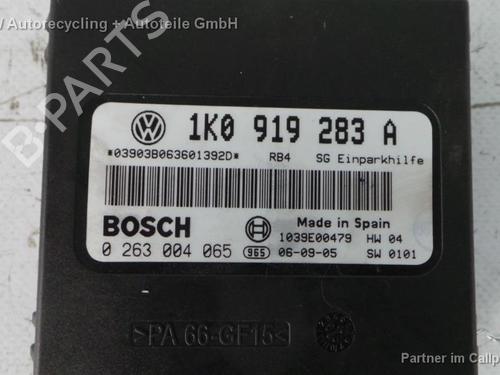 Autorecycling - Autoteile GmbH
B-PARTS
1K0 919 283 A
*03903B063601392D* RB4 SG Einparkhilfe
BOSCH
Made in Spain
1039E00479 HW 04
0 263 004 065 965 06-09-05 SW 0101
>PA 66-GF15<
Partner im Callp